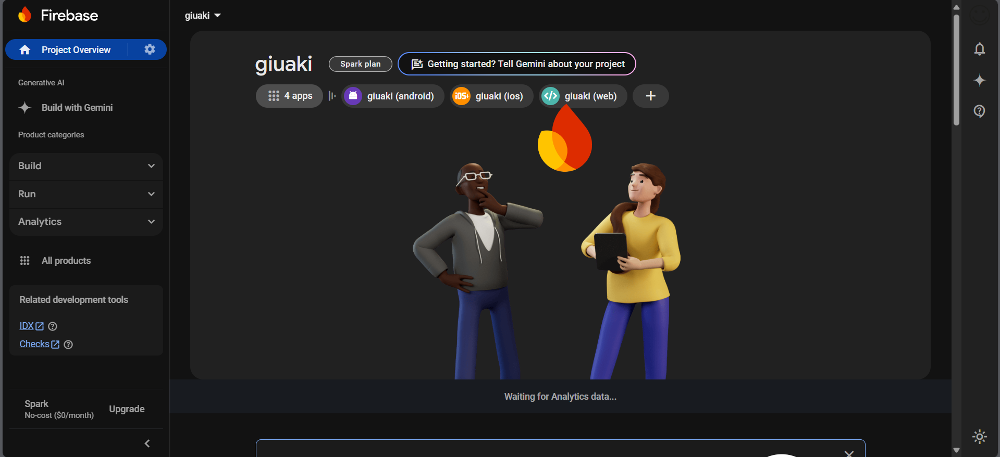 Firebase
giuaki
Project Overview
giuaki
Spark plan
Getting started? Tell Gemini about your project
4 apps
giuaki (android)
iOS+
giuaki (ios)
giuaki (web)
Generative AI
Build with Gemini
Product categories
Build
Run
Analytics
All products
Related development tools
IDX
Checks
Waiting for Analytics data...
Spark
No-cost ($0/month)
Upgrade